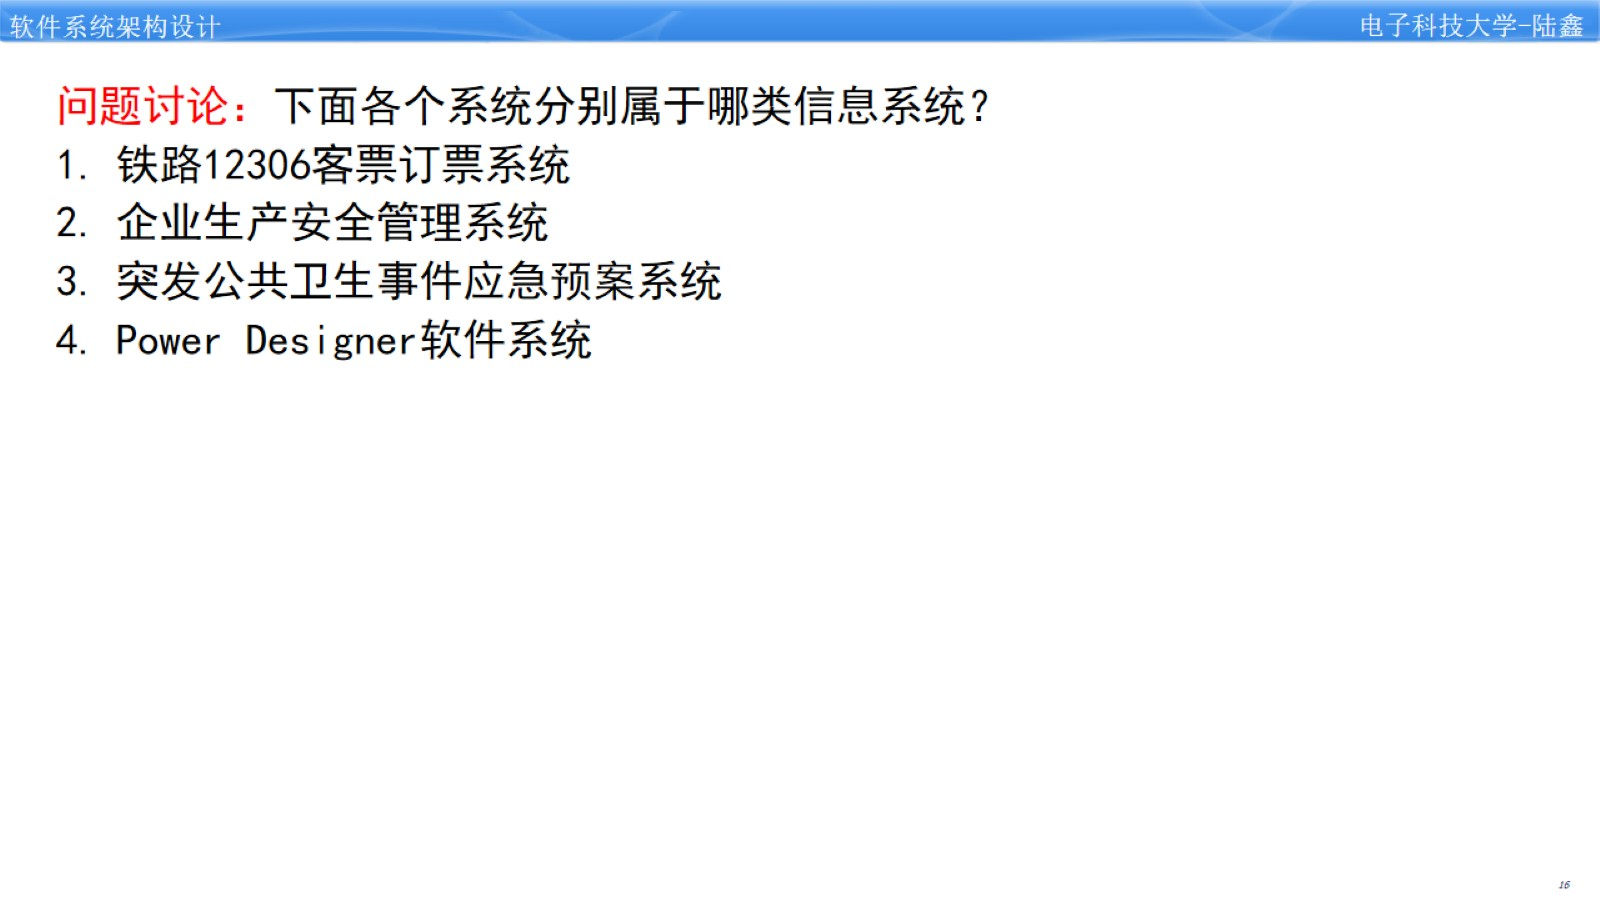 软件系统架构设计
电子科技大学-陆鑫
问题讨论：下面各个系统分别属于哪类信息系统？
1. 铁路12306客票订票系统
2. 企业生产安全管理系统
3. 突发公共卫生事件应急预案系统
4. Power Designer软件系统
16